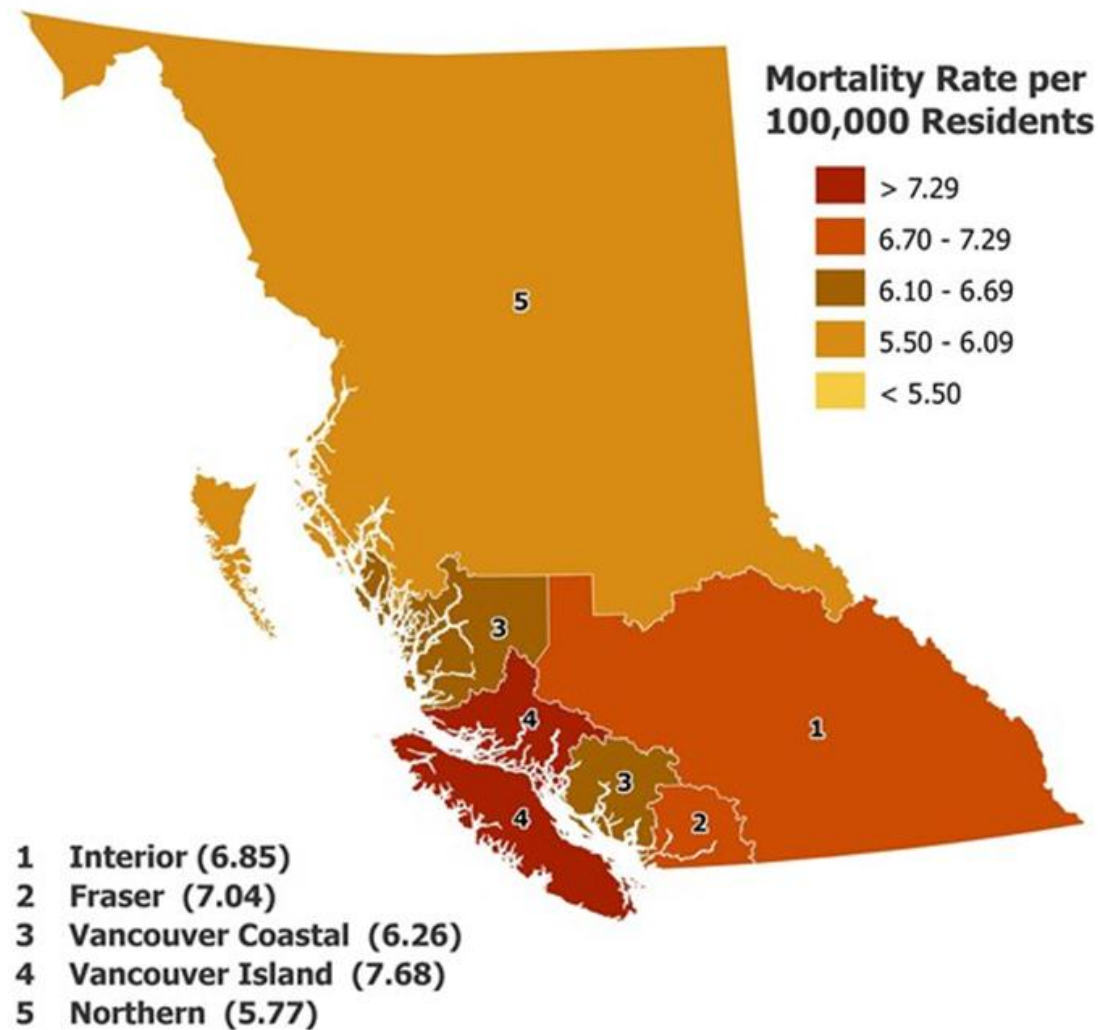 Mortality Rate per
100,000 Residents
> 7.29
6.70 - 7.29
6.10 - 6.69
5.50 - 6.09
< 5.50
5
3
4
1
3
4
2
1 Interior (6.85)
2 Fraser (7.04)
3 Vancouver Coastal (6.26)
4 Vancouver Island (7.68)
5 Northern (5.77)